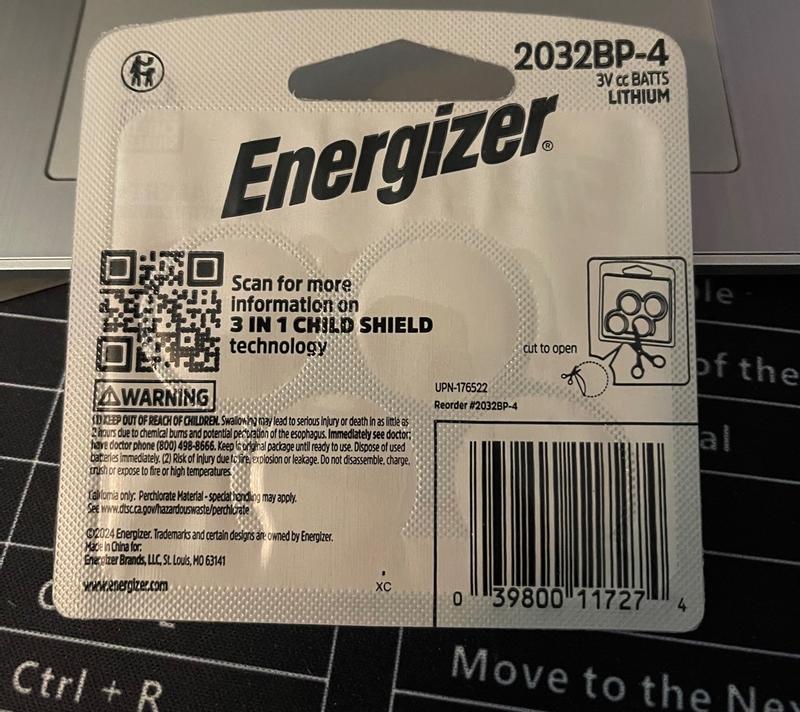 2032BP-4
3V cc BATTS
LITHIUM
Energizer®
Scan for more
information on
3 IN 1 CHILD SHIELD
technology
cut to open
UPN-176522
Reorder #2032BP-4
⚠WARNING
KEEP OUT OF REACH OF CHILDREN. Swallowing may lead to serious injury or death in as little as
2 hours due to chemical burns and potential perforation of the esophagus. Immediately see doctor;
have doctor phone (800) 498-8666. Keep in original package until ready to use. Dispose of used
batteries immediately. (2) Risk of injury due to fire, explosion or leakage. Do not disassemble, charge,
crush or expose to fire or high temperatures.
California only: Perchlorate Material - special handling may apply.
See www.dtsc.ca.gov/hazardouswaste/perchlorate
©2024 Energizer. Trademarks and certain designs are owned by Energizer.
Made in China for:
Energizer Brands, LLC, St. Louis, MO 63141
www.energizer.com
XC
0 39800 11727 4
le
of the
al
Ctrl + R
Move to the Nex